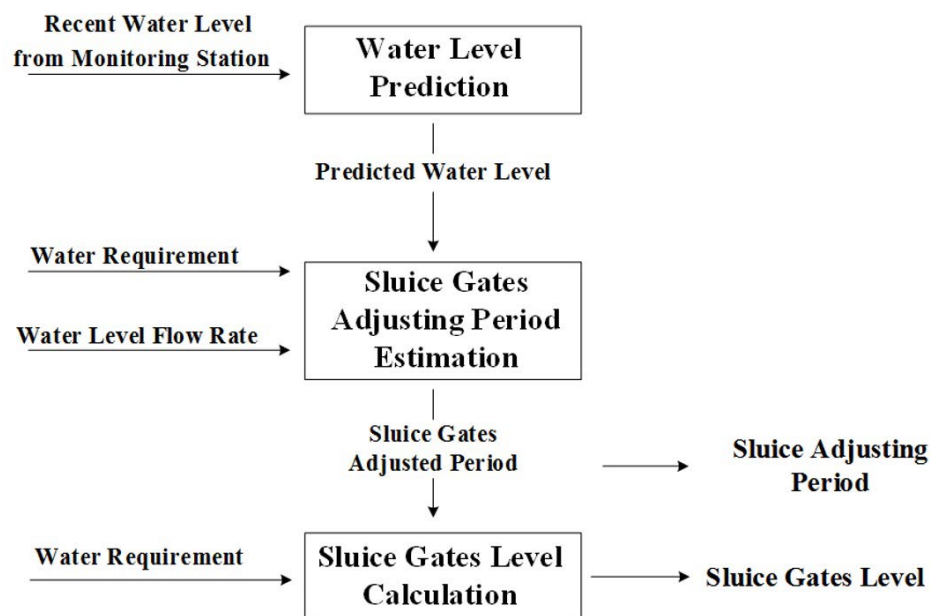 Recent Water Level
from Monitoring Station
Water Level
Prediction
Predicted Water Level
Water Requirement
Sluice Gates
Adjusting Period
Estimation
Water Level Flow Rate
Sluice Gates
Adjusted Period
Sluice Adjusting
Period
Water Requirement
Sluice Gates Level
Calculation
Sluice Gates Level